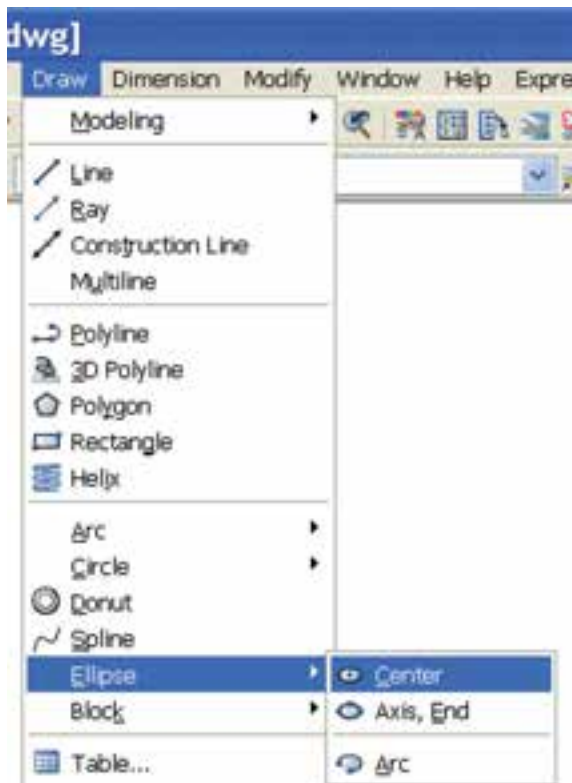 dwg]
Draw Dimension Modify Window Help Expre
Modeling
Line
Ray
Construction Line
Multiline
Polyline
3D Polyline
Polygon
Rectangle
Helix
Arc
Circle
Donut
Spline
Ellipse
Center
Block
Axis, End
Table...
Arc